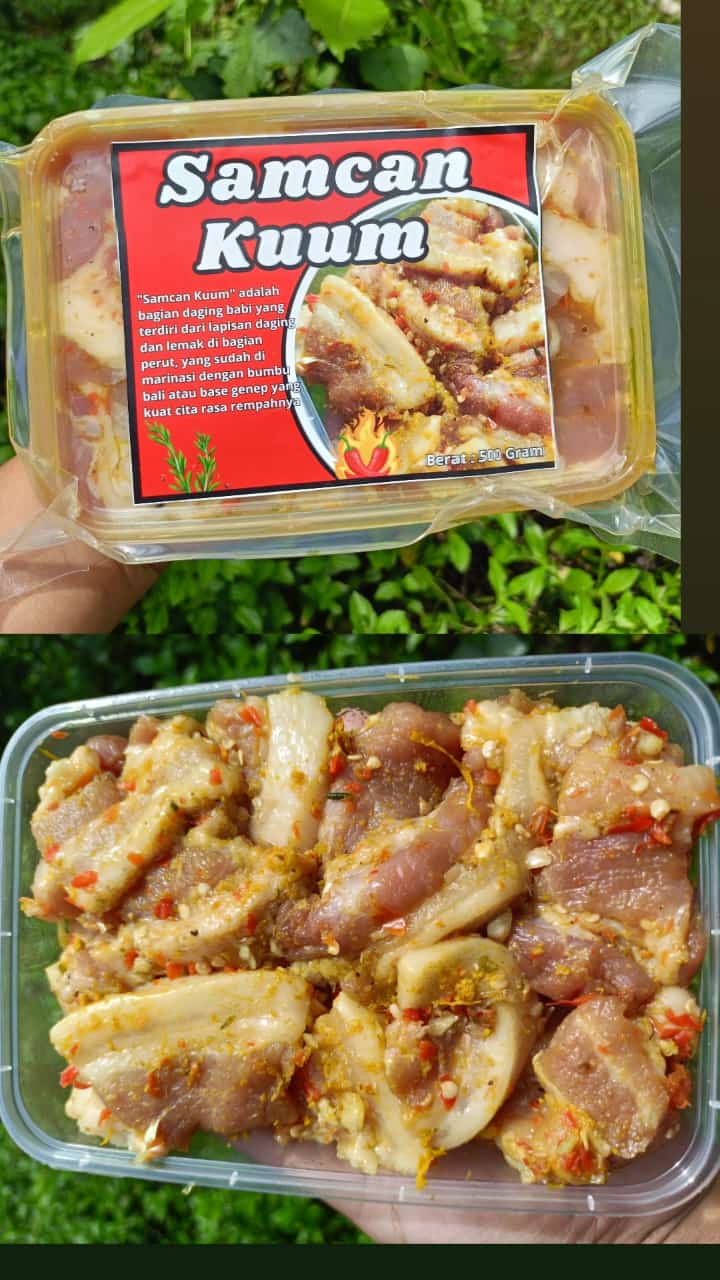 Samcan
Kuum
"Samcan Kuum" adalah
bagian daging babi yang
terdiri dari lapisan daging
dan lemak di bagian
perut, yang sudah di
marinasi dengan bumbu
bali atau base genep yang
kuat cita rasa rempahnya
Berat : 500 Gram